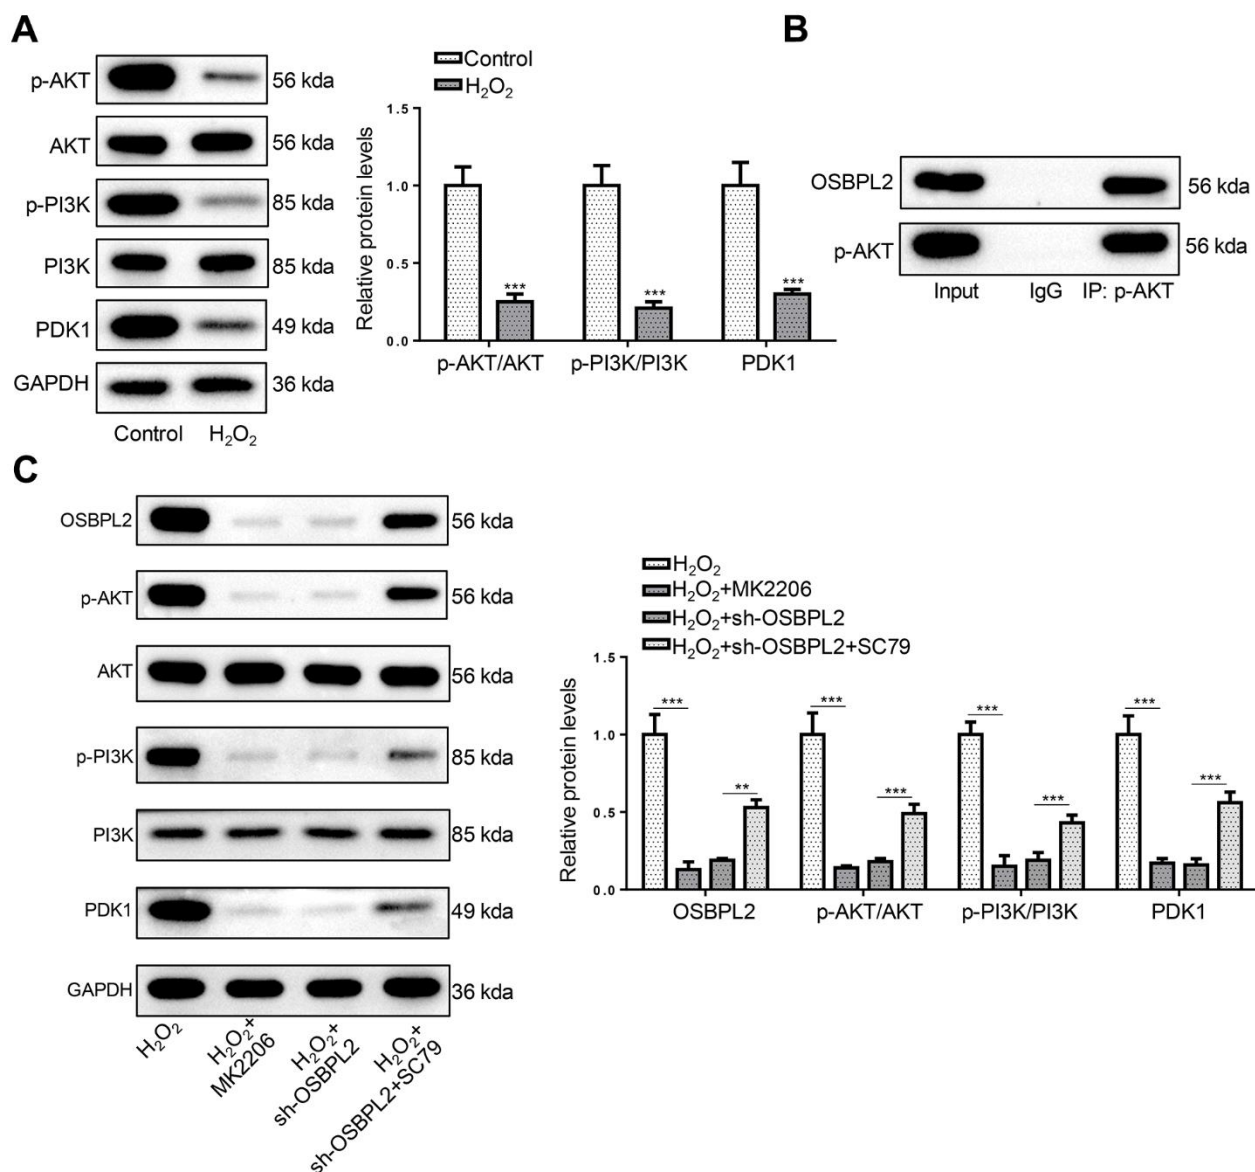 A
p-AKT 56 kda
AKT 56 kda
p-PI3K 85 kda
PI3K 85 kda
PDK1 49 kda
GAPDH 36 kda
Control H₂O₂
Control
H₂O₂
Relative protein levels
1.5
1.0
0.5
0.0
*** *** ***
p-AKT/AKT p-PI3K/PI3K PDK1
B
OSBPL2 56 kda
p-AKT 56 kda
Input IgG IP: p-AKT
C
OSBPL2 56 kda
p-AKT 56 kda
AKT 56 kda
p-PI3K 85 kda
PI3K 85 kda
PDK1 49 kda
GAPDH 36 kda
H₂O₂
H₂O₂+
MK2206
H₂O₂+
sh-OSBPL2
H₂O₂+
sh-OSBPL2+SC79
H₂O₂
H₂O₂+MK2206
H₂O₂+sh-OSBPL2
H₂O₂+sh-OSBPL2+SC79
Relative protein levels
1.5
1.0
0.5
0.0
*** *** *** ***
** *** *** ***
OSBPL2 p-AKT/AKT p-PI3K/PI3K PDK1